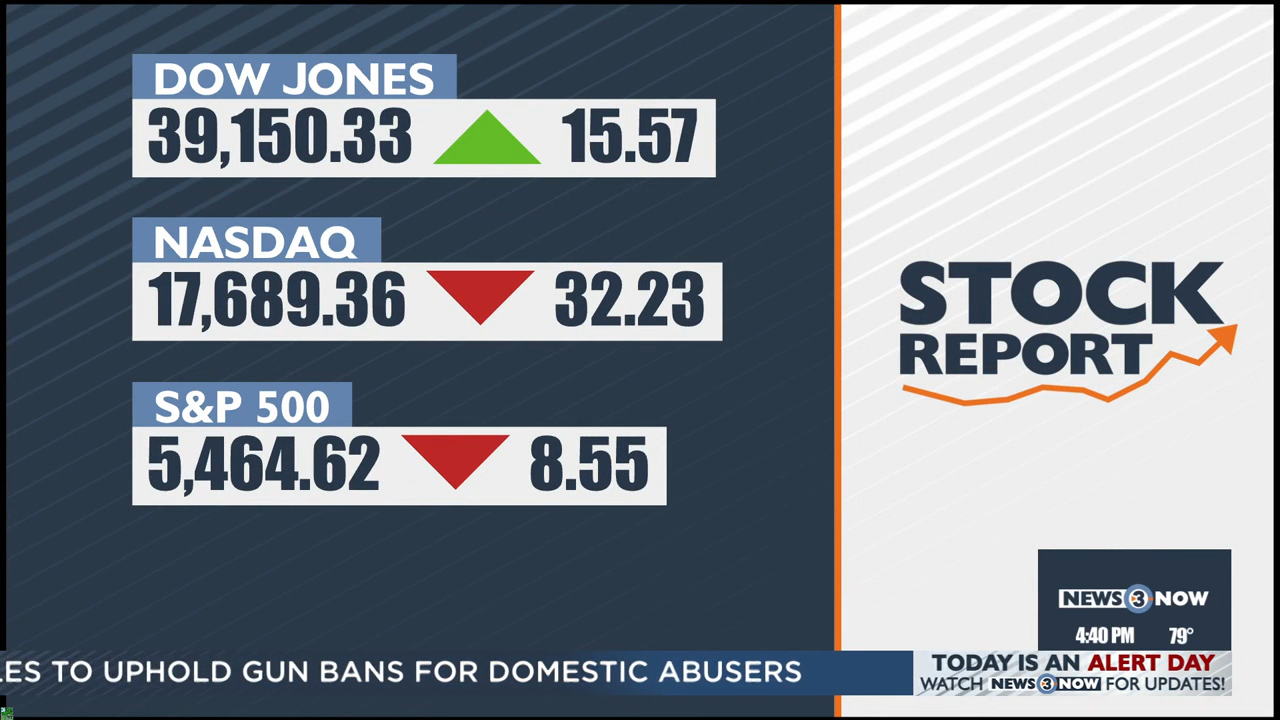 DOW JONES
39,150.33 15.57
NASDAQ
17,689.36 32.23
S&P 500
5,464.62 8.55
STOCK
REPORT
NEWS 3 NOW
4:40 PM 79°
LES TO UPHOLD GUN BANS FOR DOMESTIC ABUSERS
TODAY IS AN ALERT DAY
WATCH NEWS 3 NOW FOR UPDATES!